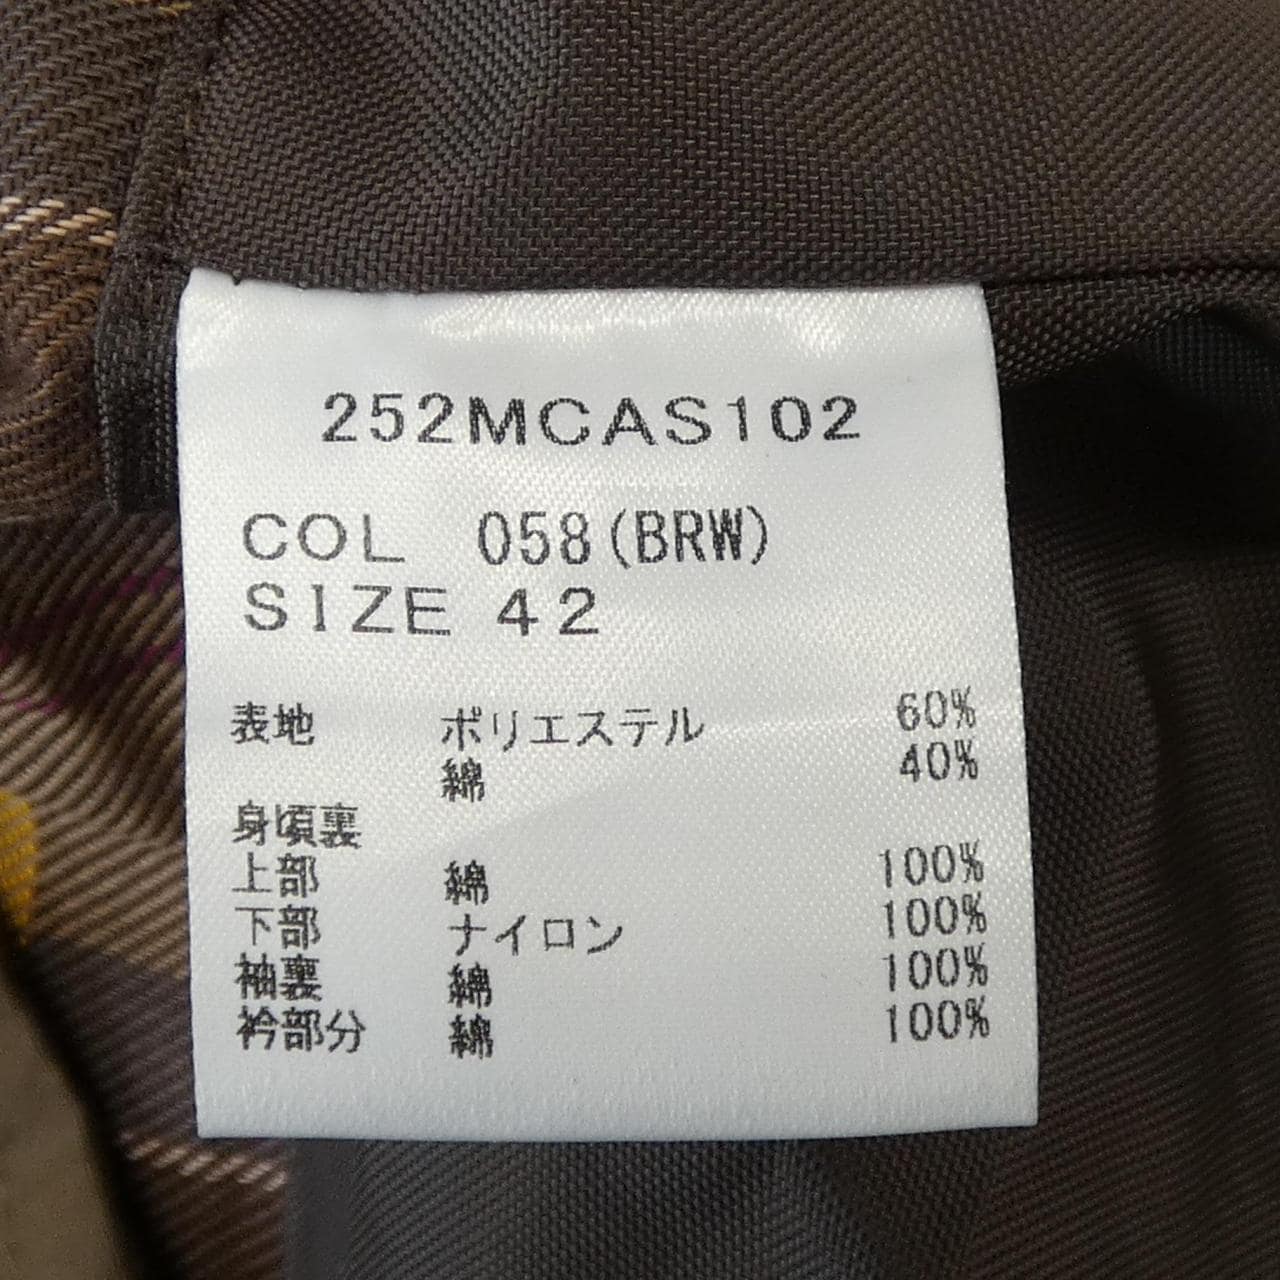 252MCAS102
COL 058(BRW)
SIZE 42
表地 ポリエステル 60%
綿 40%
身頃裏
上部 綿 100%
下部 ナイロン 100%
袖裏 綿 100%
衿部分 綿 100%